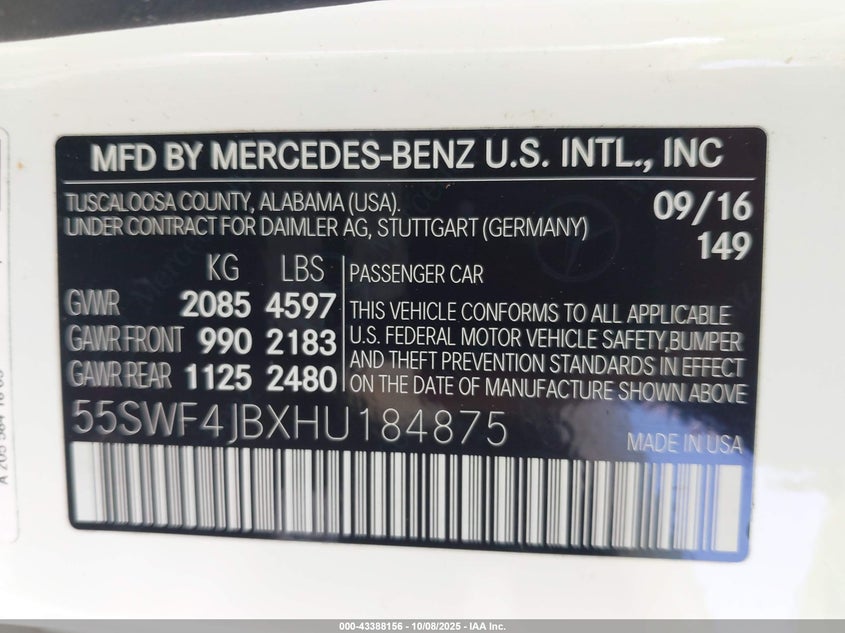 MFD BY MERCEDES-BENZ U.S. INTL., INC
TUSCALOOSA COUNTY, ALABAMA (USA).
UNDER CONTRACT FOR DAIMLER AG, STUTTGART (GERMANY)
09/16
149
KG LBS
GVWR 2085 4597
GAWR FRONT 990 2183
GAWR REAR 1125 2480
PASSENGER CAR
THIS VEHICLE CONFORMS TO ALL APPLICABLE
U.S. FEDERAL MOTOR VEHICLE SAFETY,BUMPER
AND THEFT PREVENTION STANDARDS IN EFFECT
ON THE DATE OF MANUFACTURE SHOWN ABOVE
55SWF4JBXHU184875
MADE IN USA
000-43388156 - 10/08/2025 - IAA Inc.